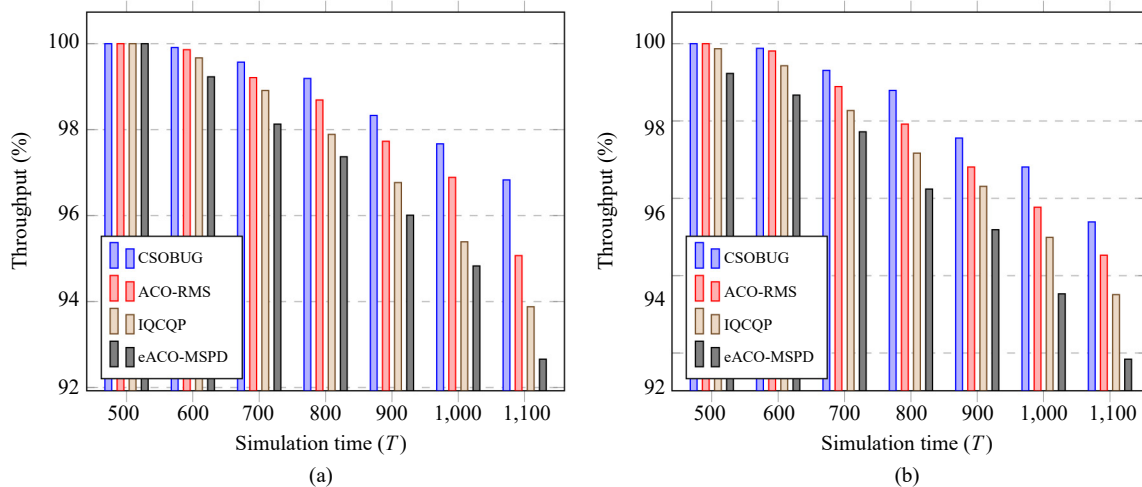 100
98
96
94
92
Throughput (%)
CSOBUG
ACO-RMS
IQCQP
eACO-MSPD
500 600 700 800 900 1,000 1,100
Simulation time (T)
(a)
100
98
96
94
92
Throughput (%)
CSOBUG
ACO-RMS
IQCQP
eACO-MSPD
500 600 700 800 900 1,000 1,100
Simulation time (T)
(b)